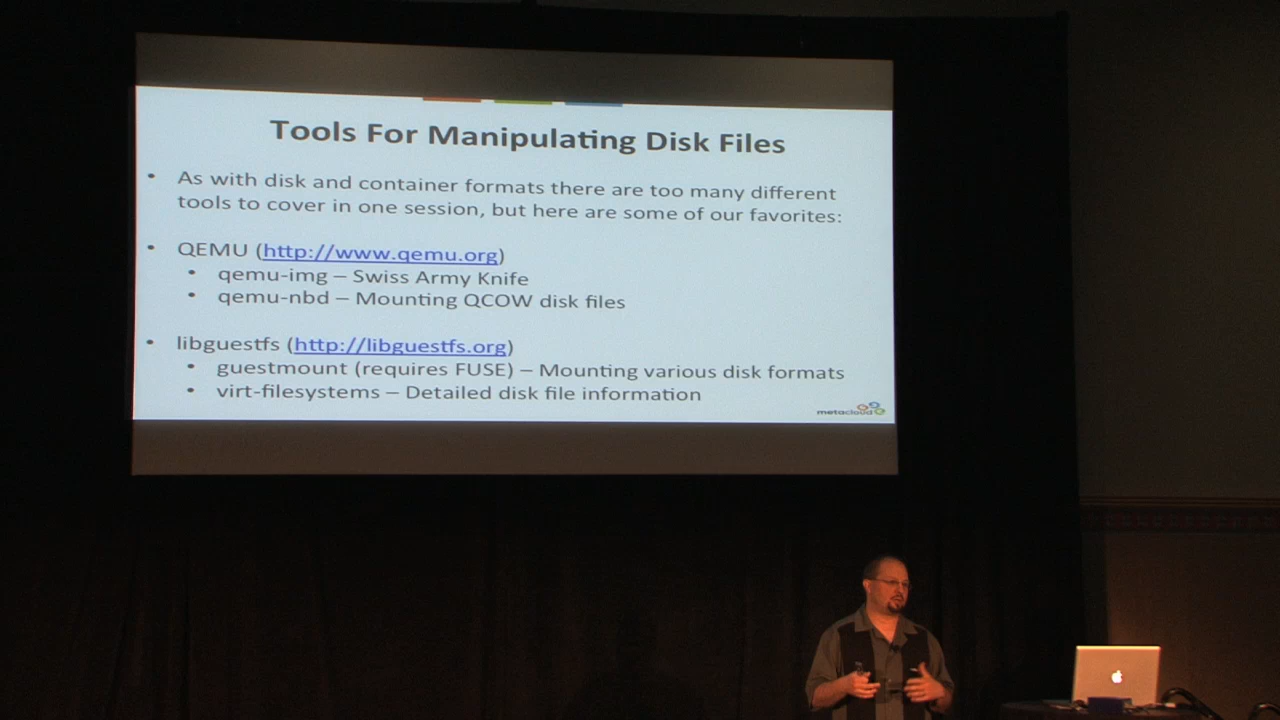 Tools For Manipulating Disk Files
• As with disk and container formats there are too many different
tools to cover in one session, but here are some of our favorites:
• QEMU (http://www.qemu.org)
• qemu-img – Swiss Army Knife
• qemu-nbd – Mounting QCOW disk files
• libguestfs (http://libguestfs.org)
• guestmount (requires FUSE) – Mounting various disk formats
• virt-filesystems – Detailed disk file information
metacloud